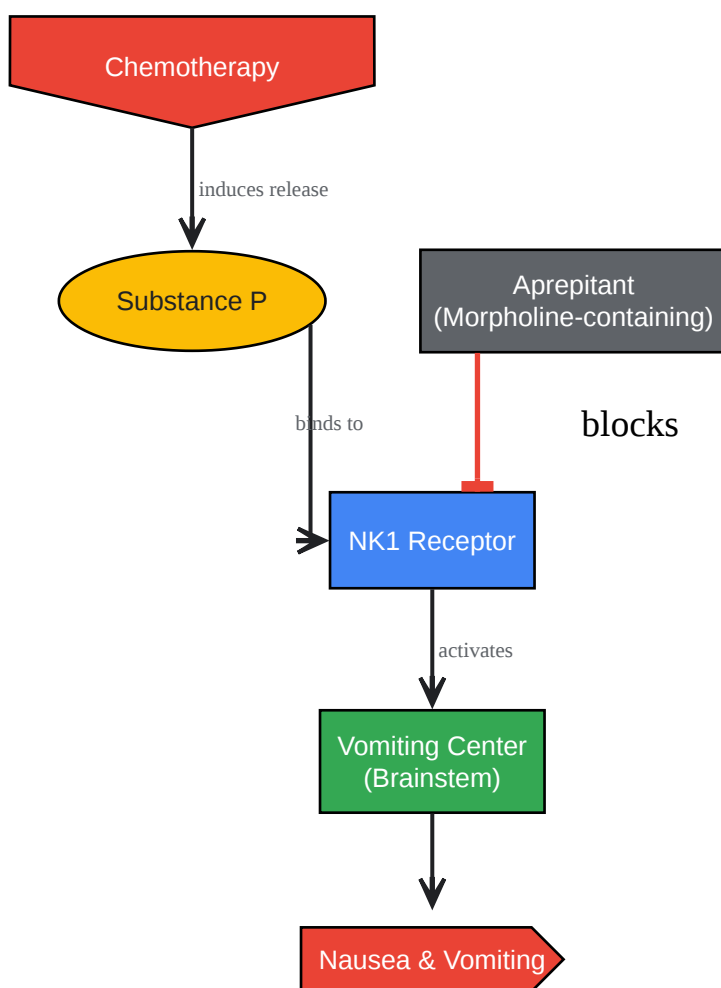 Chemotherapy
induces release
Substance P
Aprepitant
(Morpholine-containing)
binds to
blocks
NK1 Receptor
activates
Vomiting Center
(Brainstem)
Nausea & Vomiting